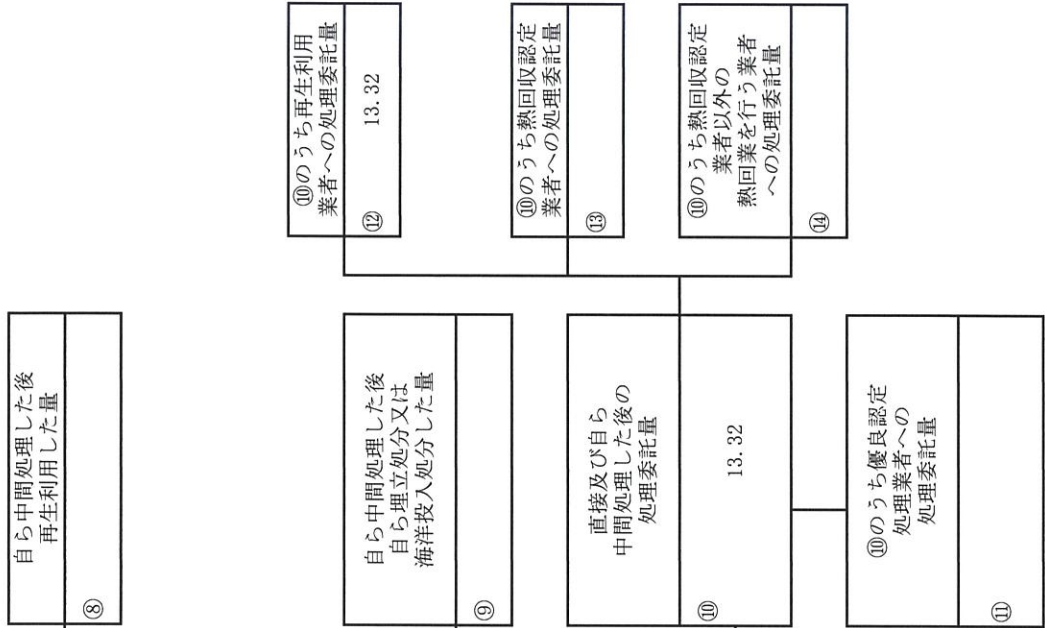 自ら中間処理した後
再生利用した量
⑧
自ら中間処理した後
自ら埋立処分又は
海洋投入処分した量
⑨
直接及び自ら
中間処理した後の
処理委託量
⑩
13.32
⑩のうち優良認定
処理業者への
処理委託量
⑪
⑩のうち再生利用
業者への処理委託量
⑫
13.32
⑩のうち熱回収認定
業者への処理委託量
⑬
⑩のうち熱回収認定
業者以外の
熱回業を行う業者
への処理委託量
⑭